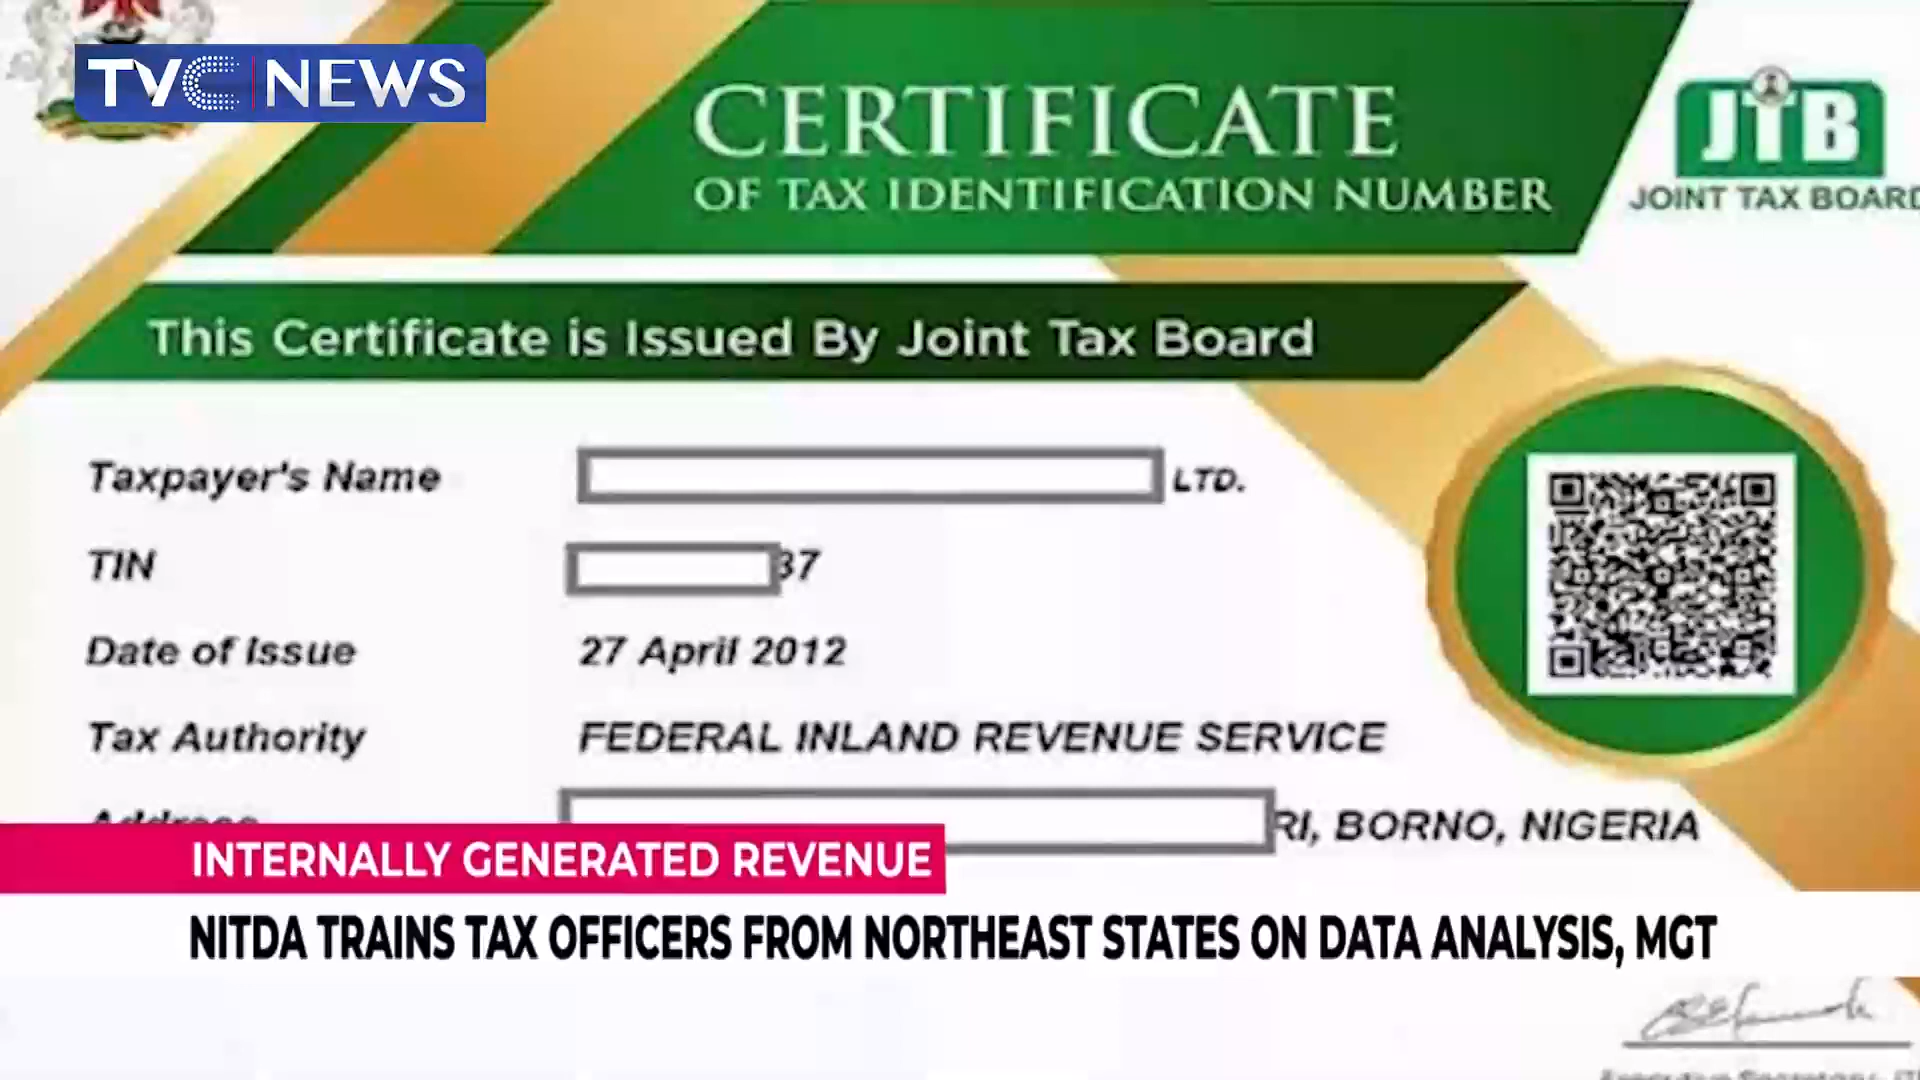 TVC NEWS
CERTIFICATE
OF TAX IDENTIFICATION NUMBER
JTB
JOINT TAX BOARD
This Certificate is Issued By Joint Tax Board
Taxpayer's Name LTD.
TIN 37
Date of Issue 27 April 2012
Tax Authority FEDERAL INLAND REVENUE SERVICE
Address RI, BORNO, NIGERIA
INTERNALLY GENERATED REVENUE
NITDA TRAINS TAX OFFICERS FROM NORTHEAST STATES ON DATA ANALYSIS, MGT